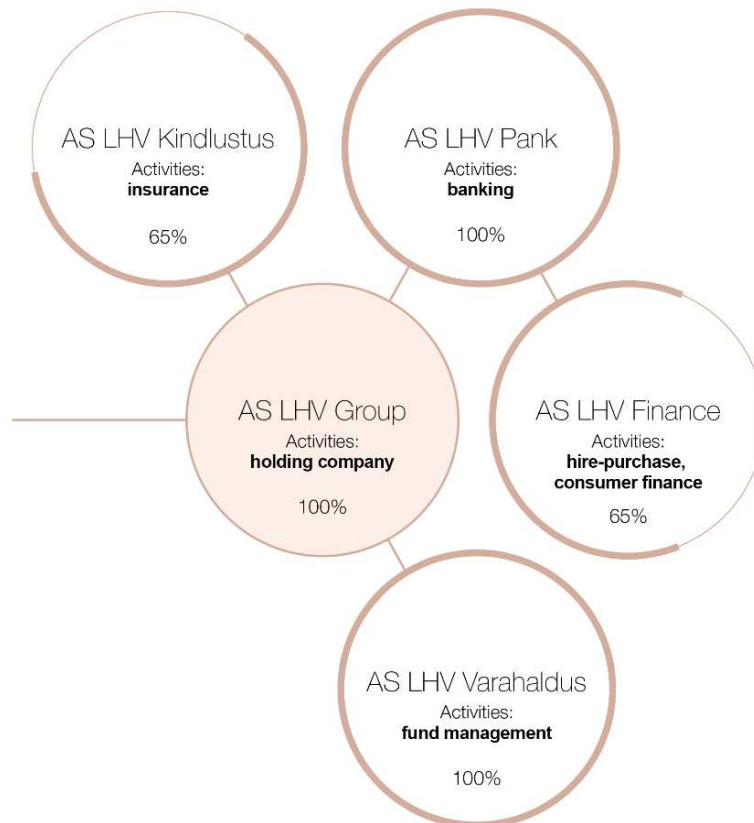 AS LHV Kindlustus
Activities:
insurance
65%
AS LHV Pank
Activities:
banking
100%
AS LHV Group
Activities:
holding company
100%
AS LHV Finance
Activities:
hire-purchase,
consumer finance
65%
AS LHV Varahaldus
Activities:
fund management
100%